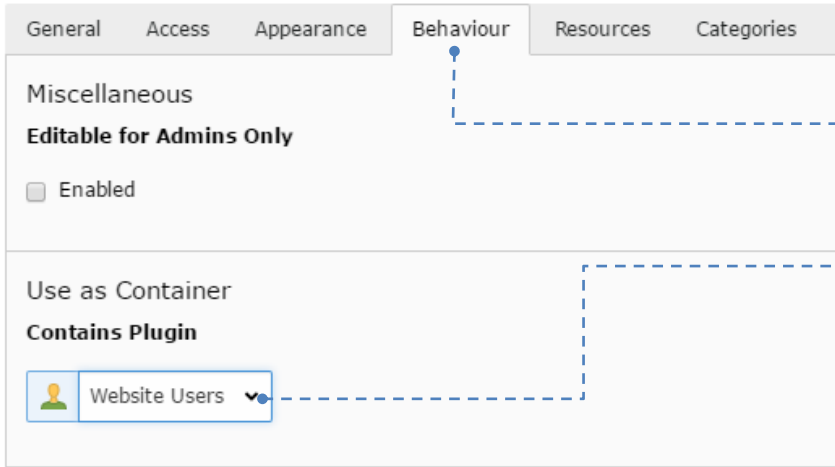 General Access Appearance Behaviour Resources Categories
Miscellaneous
Editable for Admins Only
Enabled
Use as Container
Contains Plugin
Website Users